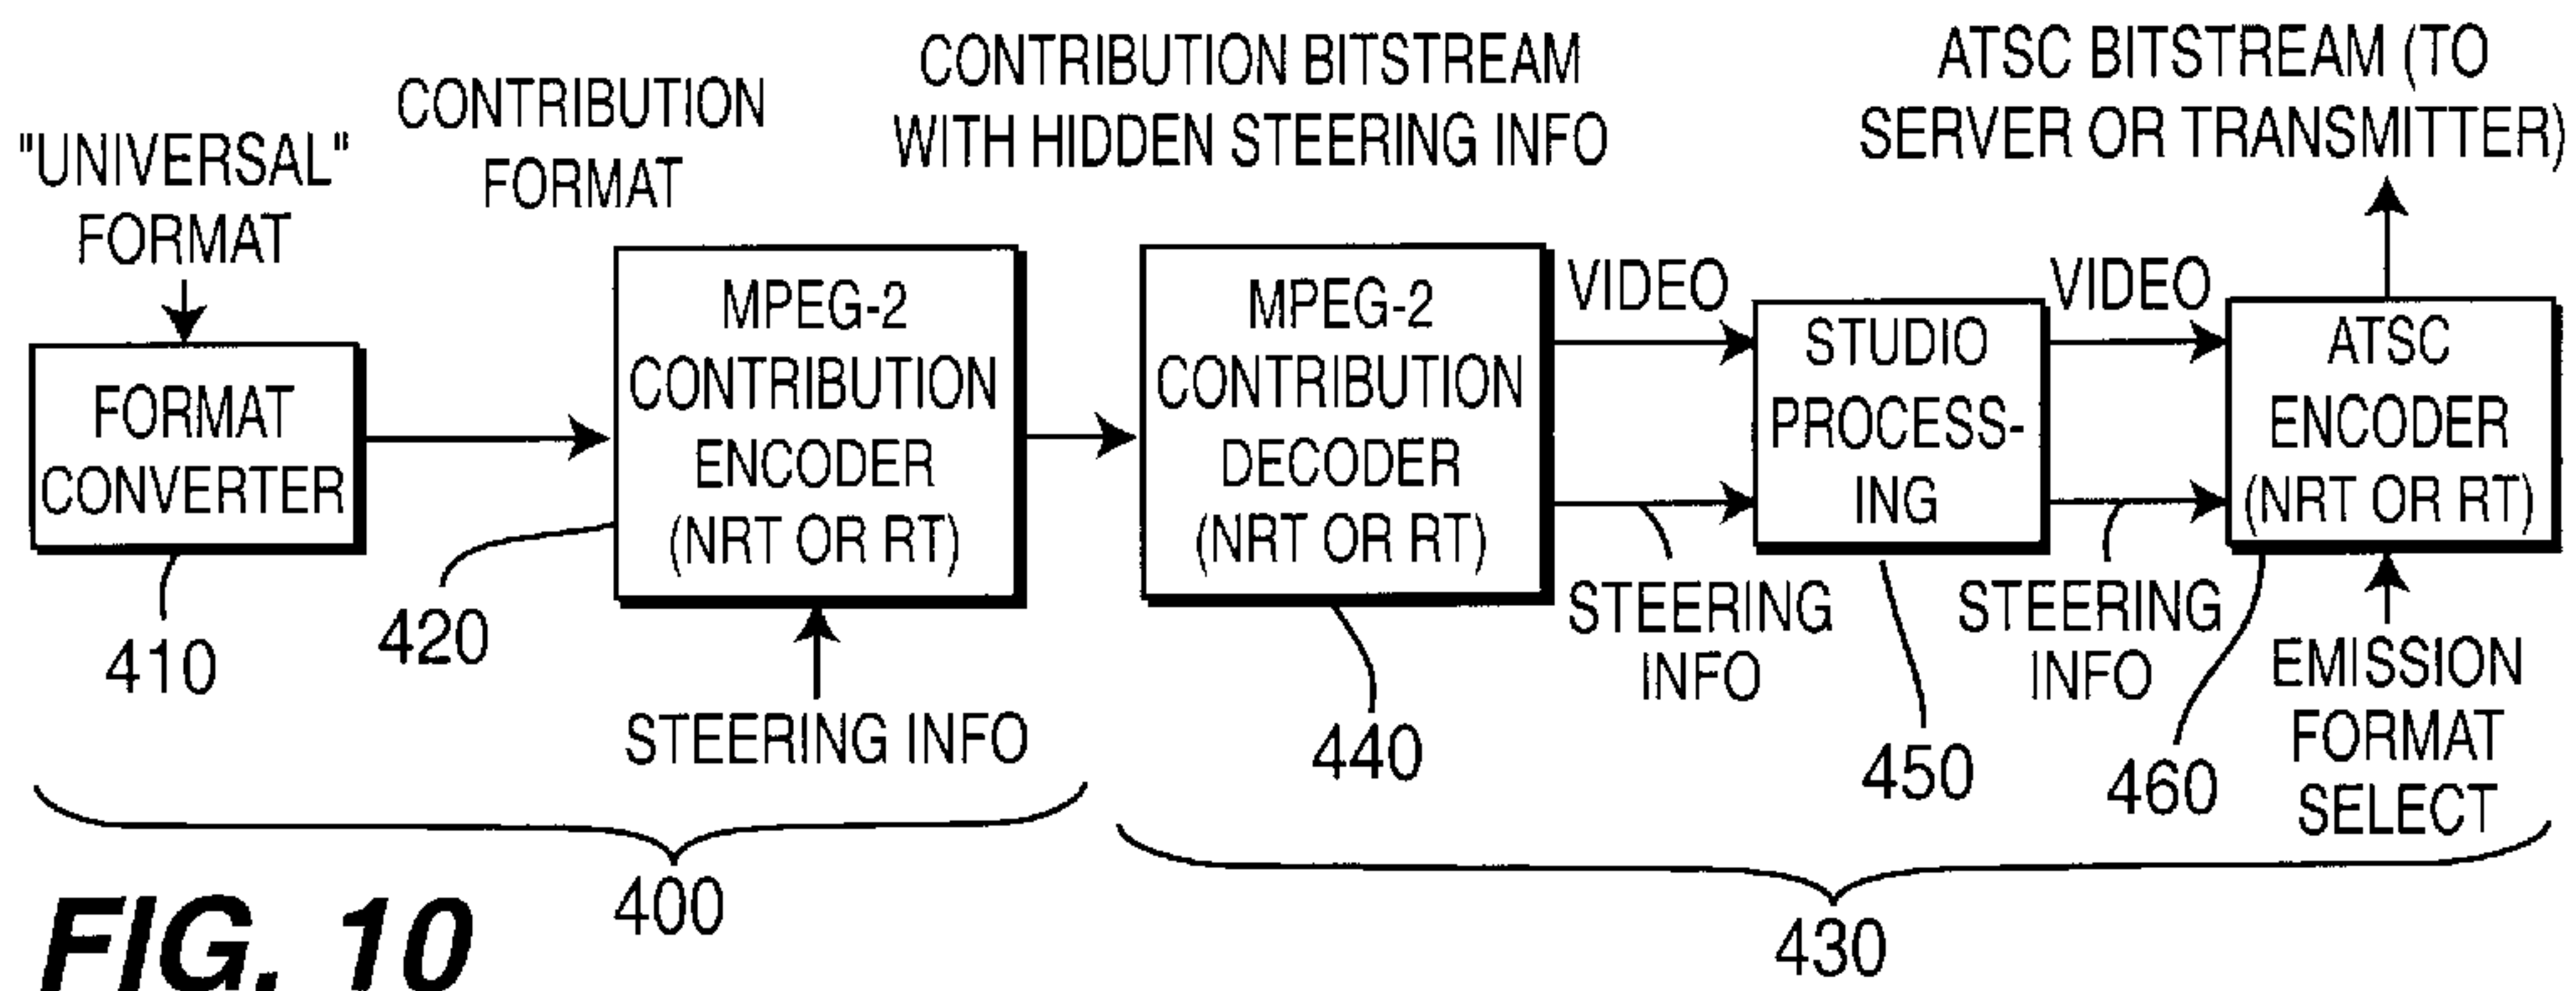 "UNIVERSAL"
FORMAT
CONTRIBUTION
FORMAT
CONTRIBUTION BITSTREAM
WITH HIDDEN STEERING INFO
ATSC BITSTREAM (TO
SERVER OR TRANSMITTER)
FORMAT
CONVERTER
410
MPEG-2
CONTRIBUTION
ENCODER
(NRT OR RT)
420
STEERING INFO
400
MPEG-2
CONTRIBUTION
DECODER
(NRT OR RT)
440
VIDEO
STEERING
INFO
STUDIO
PROCESS-
ING
450
VIDEO
STEERING
INFO
ATSC
ENCODER
(NRT OR RT)
460
EMISSION
FORMAT
SELECT
430
FIG. 10